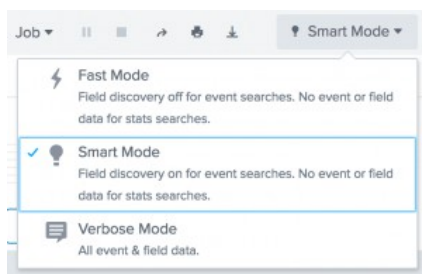 Job Smart Mode
Fast Mode
Field discovery off for event searches. No event or field
data for stats searches.
Smart Mode
Field discovery on for event searches. No event or field
data for stats searches.
Verbose Mode
All event & field data.